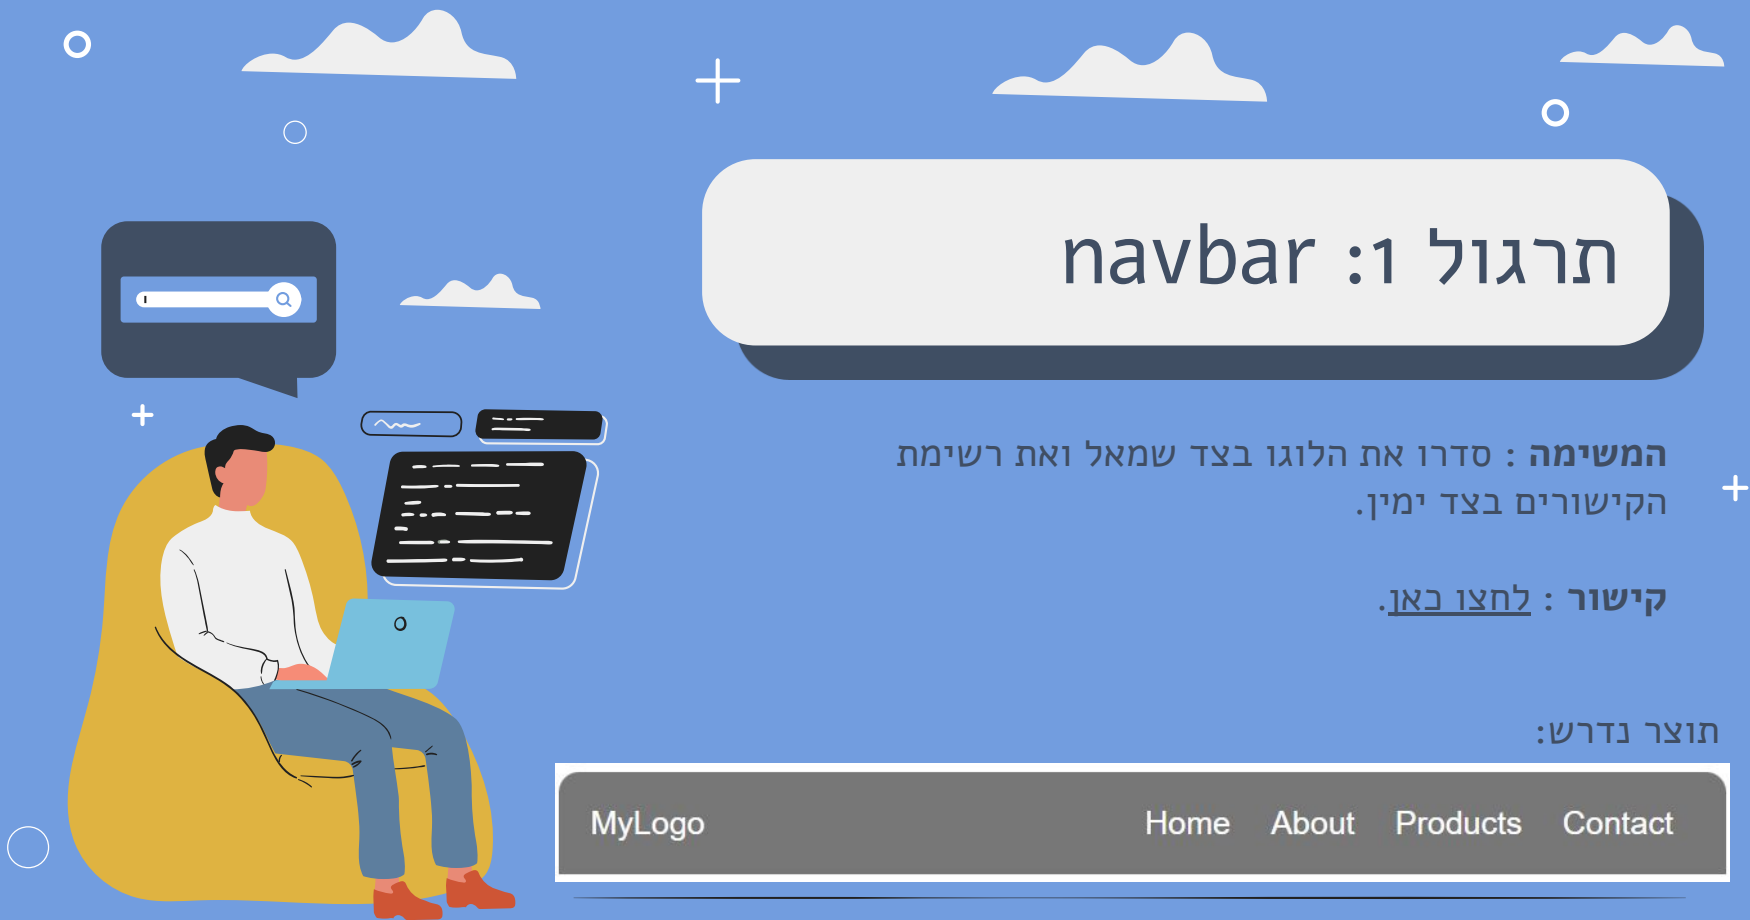 תרגול 1: navbar
המשימה : סדרו את הלוגו בצד שמאל ואת רשימת
הקישורים בצד ימין.
קישור : לחצו כאן.
תוצר נדרש:
MyLogo Home About Products Contact